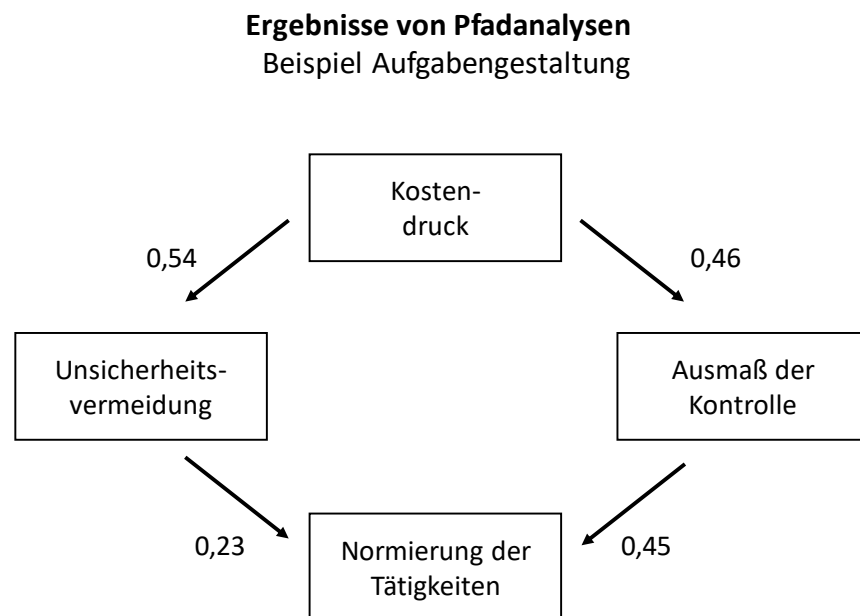 Ergebnisse von Pfadanalysen
Beispiel Aufgabengestaltung
Kosten-
druck
0,54
0,46
Unsicherheits-
vermeidung
Ausmaß der
Kontrolle
0,23
Normierung der
Tätigkeiten
0,45